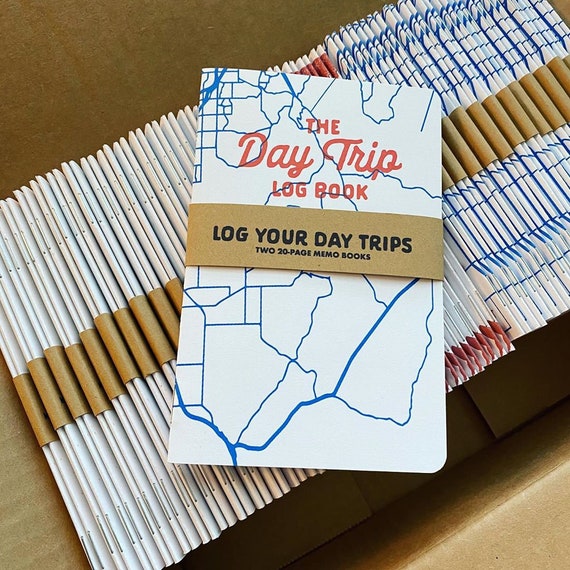 THE
Day Trip
LOG BOOK
LOG YOUR DAY TRIPS
TWO 20-PAGE MEMO BOOKS